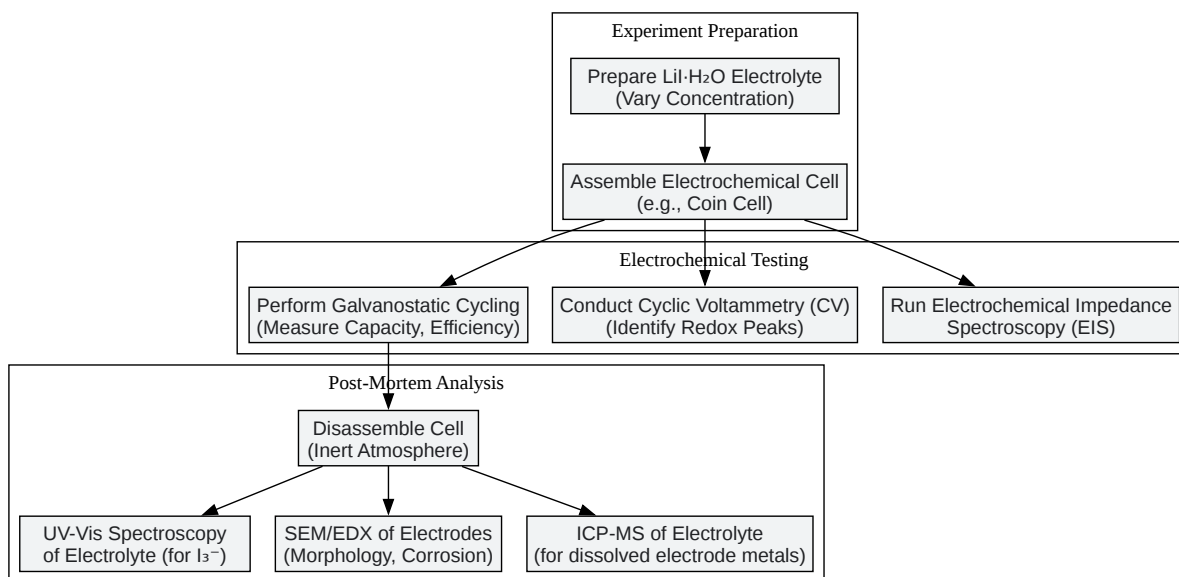 Experiment Preparation
Prepare LiI·H₂O Electrolyte
(Vary Concentration)
Assemble Electrochemical Cell
(e.g., Coin Cell)
Electrochemical Testing
Perform Galvanostatic Cycling
(Measure Capacity, Efficiency)
Conduct Cyclic Voltammetry (CV)
(Identify Redox Peaks)
Run Electrochemical Impedance
Spectroscopy (EIS)
Post-Mortem Analysis
Disassemble Cell
(Inert Atmosphere)
UV-Vis Spectroscopy
of Electrolyte (for I₃⁻)
SEM/EDX of Electrodes
(Morphology, Corrosion)
ICP-MS of Electrolyte
(for dissolved electrode metals)